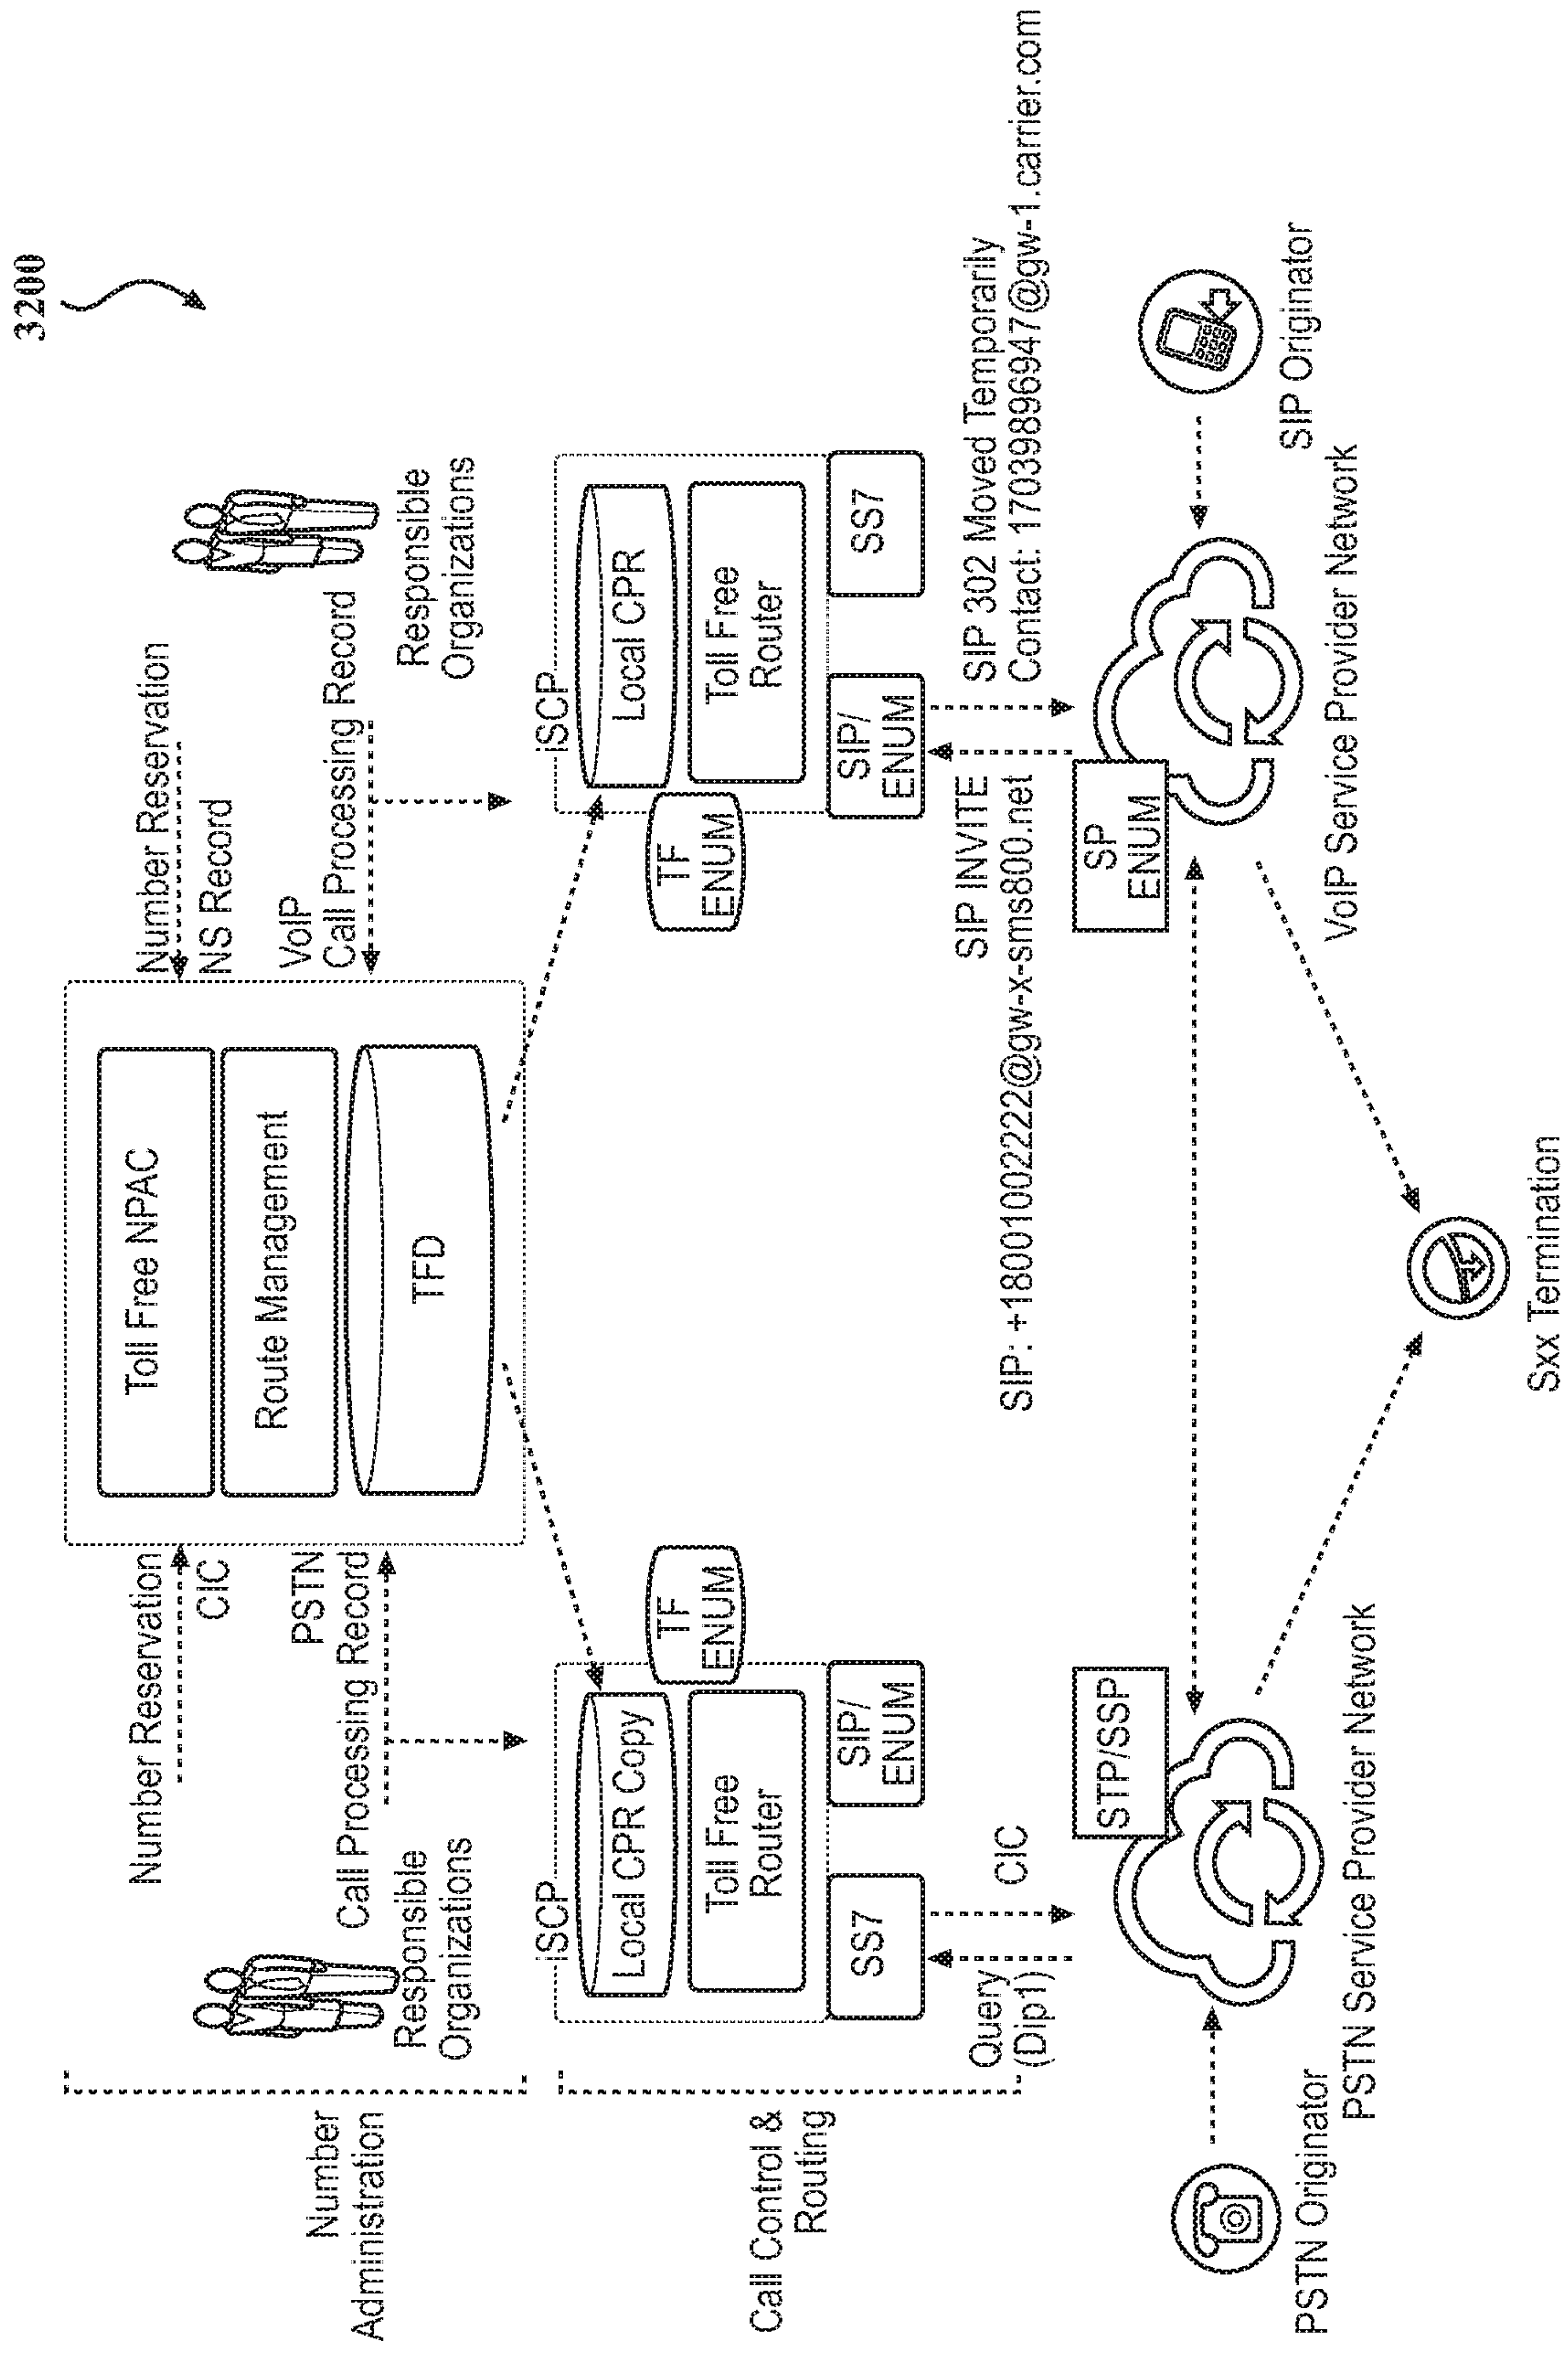 3200
Number
Administration
Responsible
Organizations
Number Reservation
CIC
PSTN
Call Processing Record
Toll Free NPAC
Route Management
TFD
Number Reservation
NS Record
VoIP
Call Processing Record
Responsible
Organizations
Call Control &
Routing
iSCP
Local CPR Copy
Toll Free
Router
SS7
SIP/
ENUM
TF
ENUM
TF
ENUM
iSCP
Local CPR
Toll Free
Router
SIP/
ENUM
SS7
Query
(Dip1)
CIC
SIP INVITE
SIP: +18001002222@gw-x-sms800.net
SIP 302 Moved Temporarily
Contact: 17039896947@gw-1.carrier.com
STP/SSP
SP
ENUM
PSTN Originator
PSTN Service Provider Network
VoIP Service Provider Network
SIP Originator
Sxx Termination